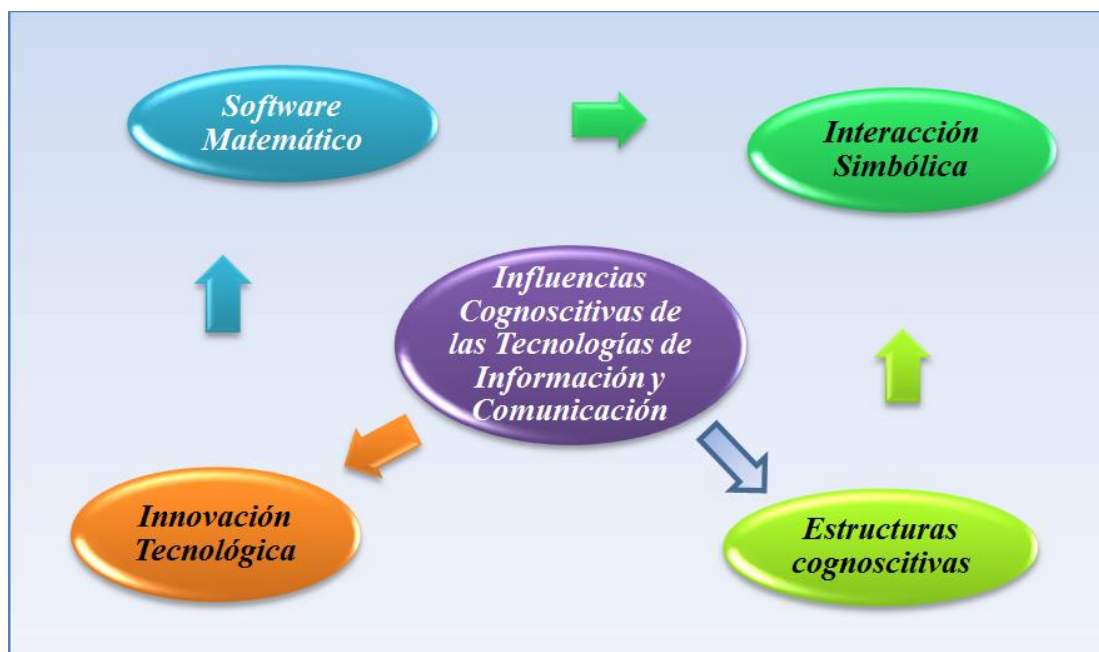 Software
Matemático
Interacción
Simbólica
Influencias
Cognoscitivas de
las Tecnologías de
Información y
Comunicación
Innovación
Tecnológica
Estructuras
cognoscitivas